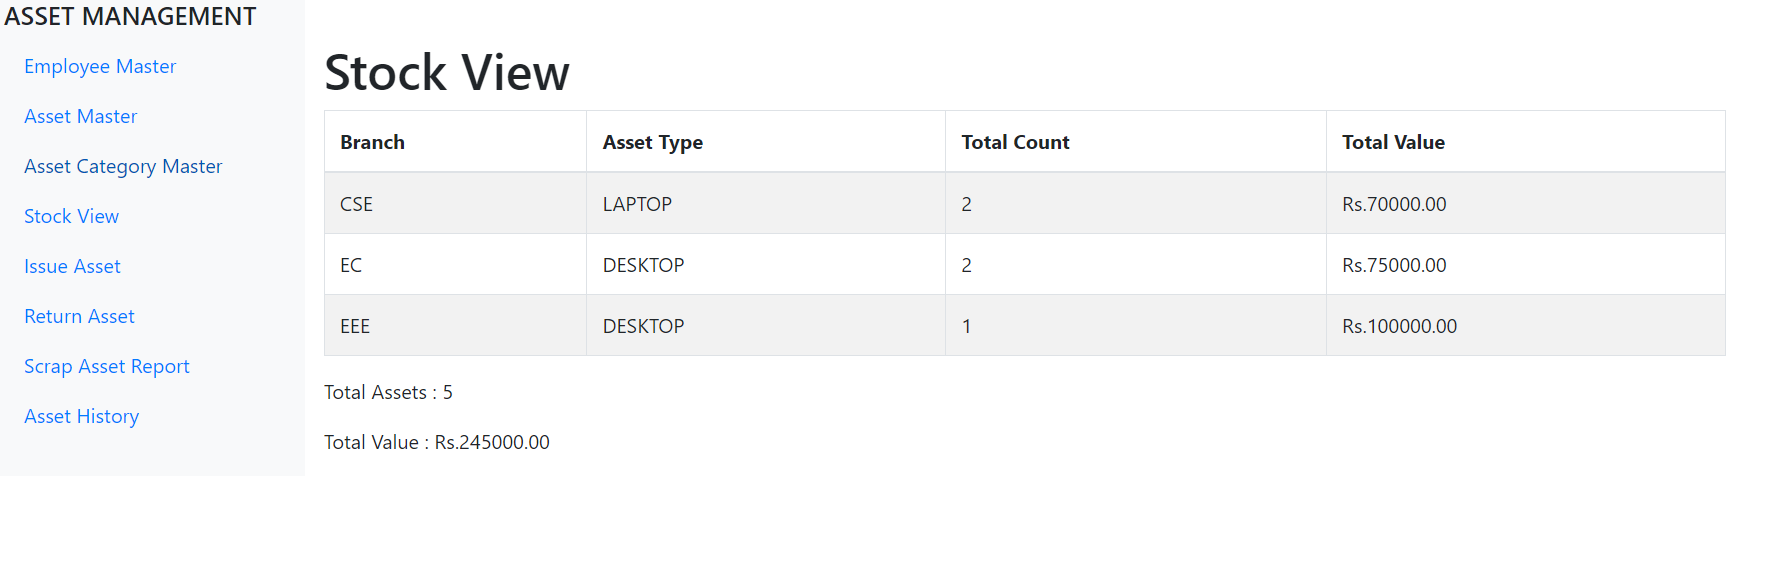 ASSET MANAGEMENT
Employee Master
Asset Master
Asset Category Master
Stock View
Issue Asset
Return Asset
Scrap Asset Report
Asset History
Stock View
Branch Asset Type Total Count Total Value
CSE LAPTOP 2 Rs.70000.00
EC DESKTOP 2 Rs.75000.00
EEE DESKTOP 1 Rs.100000.00
Total Assets : 5
Total Value : Rs.245000.00